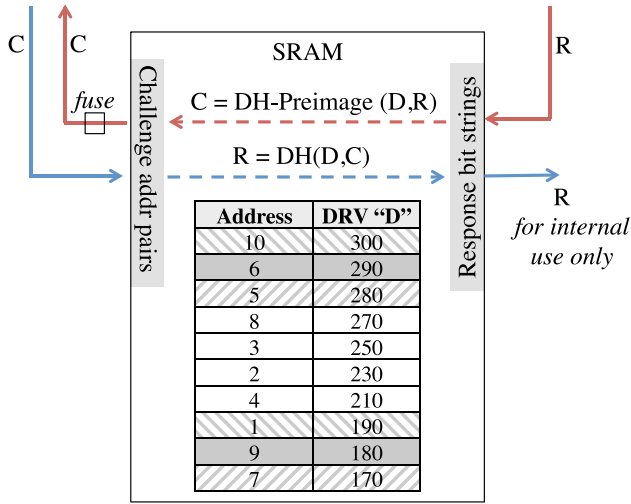 SRAM
C
C
R
fuse
Challenge addr pairs
C = DH-Preimage (D,R)
R = DH(D,C)
Response bit strings
R
for internal
use only
Address DRV “D”
10 300
6 290
5 280
8 270
3 250
2 230
4 210
1 190
9 180
7 170